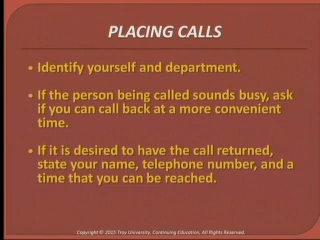 PLACING CALLS
• Identify yourself and department.
• If the person being called sounds busy, ask
if you can call back at a more convenient
time.
• If it is desired to have the call returned,
state your name, telephone number, and a
time that you can be reached.
Copyright © 2015 Troy University, Continuing Education, All Rights Reserved.